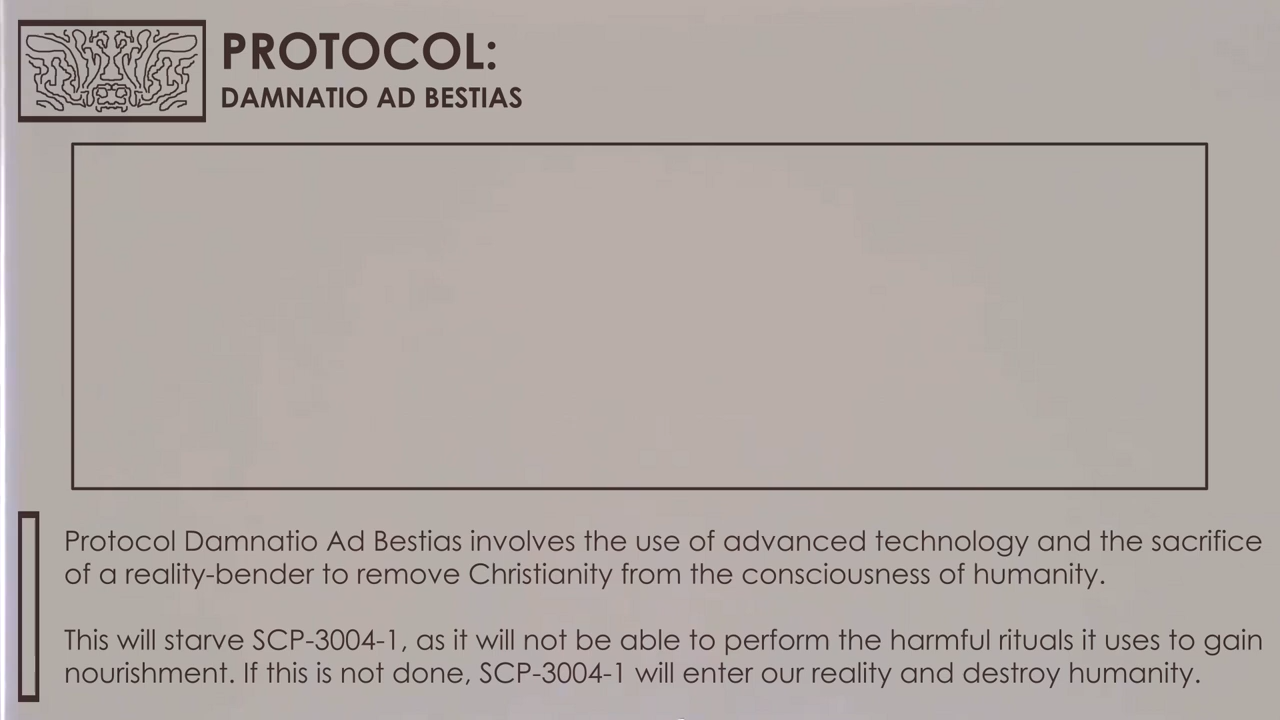 PROTOCOL:
DAMNATIO AD BESTIAS
Protocol Damnatio Ad Bestias involves the use of advanced technology and the sacrifice
of a reality-bender to remove Christianity from the consciousness of humanity.
This will starve SCP-3004-1, as it will not be able to perform the harmful rituals it uses to gain
nourishment. If this is not done, SCP-3004-1 will enter our reality and destroy humanity.